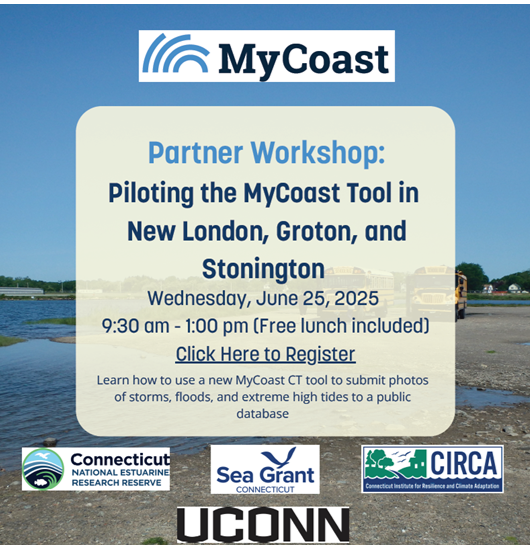 MyCoast
Partner Workshop:
Piloting the MyCoast Tool in
New London, Groton, and
Stonington
Wednesday, June 25, 2025
9:30 am - 1:00 pm (Free lunch included)
Click Here to Register
Learn how to use a new MyCoast CT tool to submit photos
of storms, floods, and extreme high tides to a public
database
Connecticut
NATIONAL ESTUARINE
RESEARCH RESERVE
Sea Grant
CONNECTICUT
CIRCA
Connecticut Institute for Resilience and Climate Adaptation
UCONN